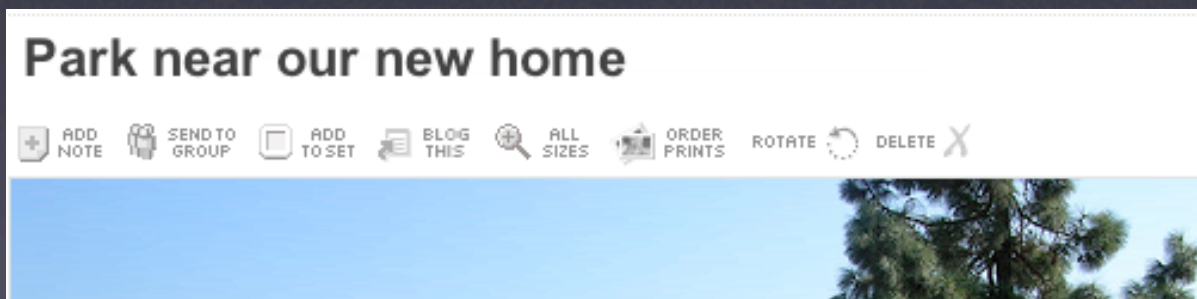 Park near our new home
ADD NOTE
SEND TO GROUP
ADD TO SET
BLOG THIS
ALL SIZES
ORDER PRINTS
ROTATE
DELETE